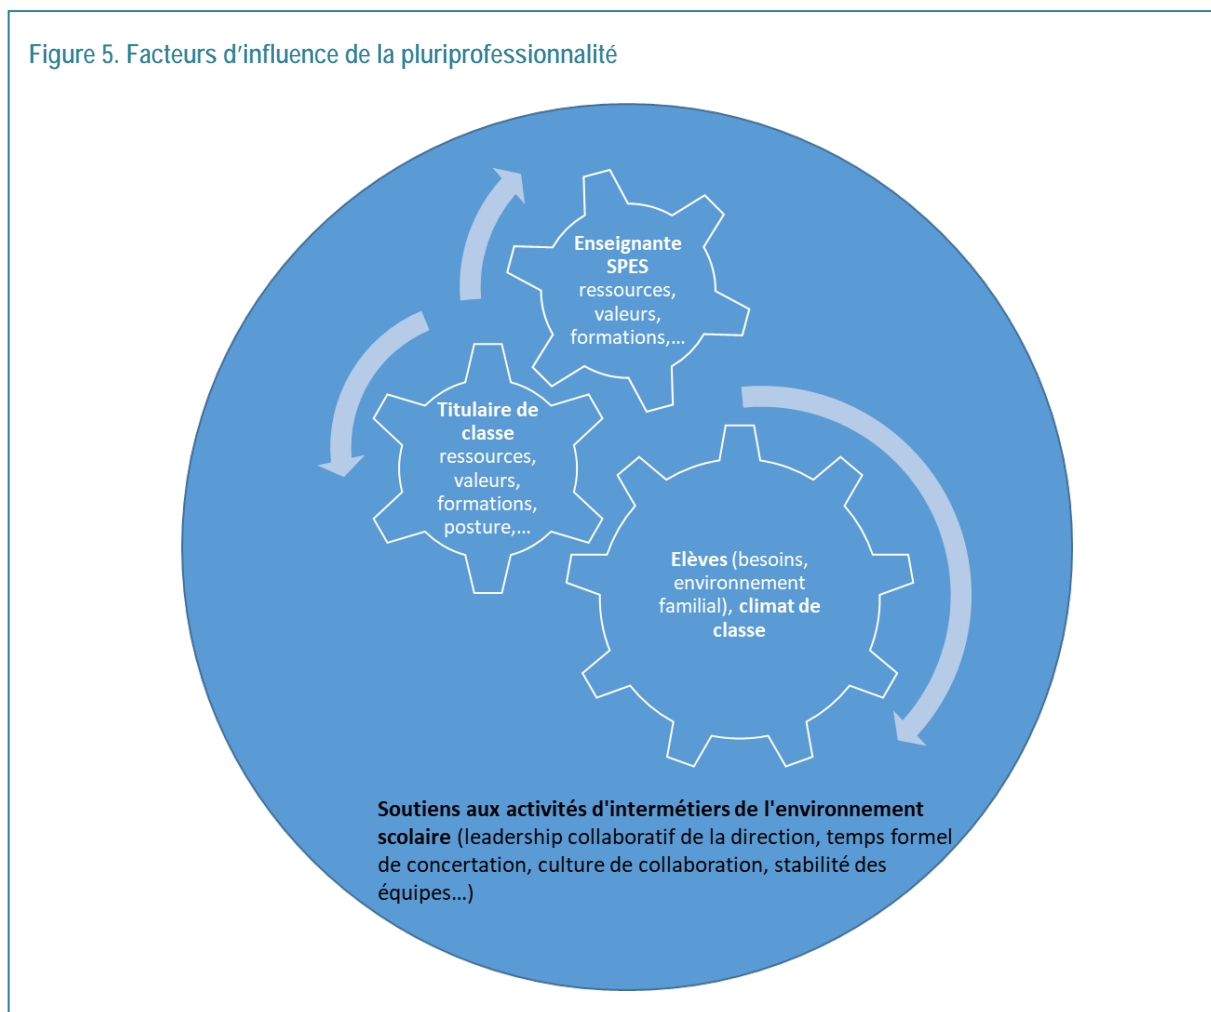 Figure 5. Facteurs d’influence de la pluriprofessionnalité
Enseignante
SPES
ressources,
valeurs,
formations,...
Titulaire de
classe
ressources,
valeurs,
formations,
posture,...
Elèves (besoins,
environnement
familial), climat de
classe
Soutiens aux activités d'intermétiers de l'environnement
scolaire (leadership collaboratif de la direction, temps formel
de concertation, culture de collaboration, stabilité des
équipes...)